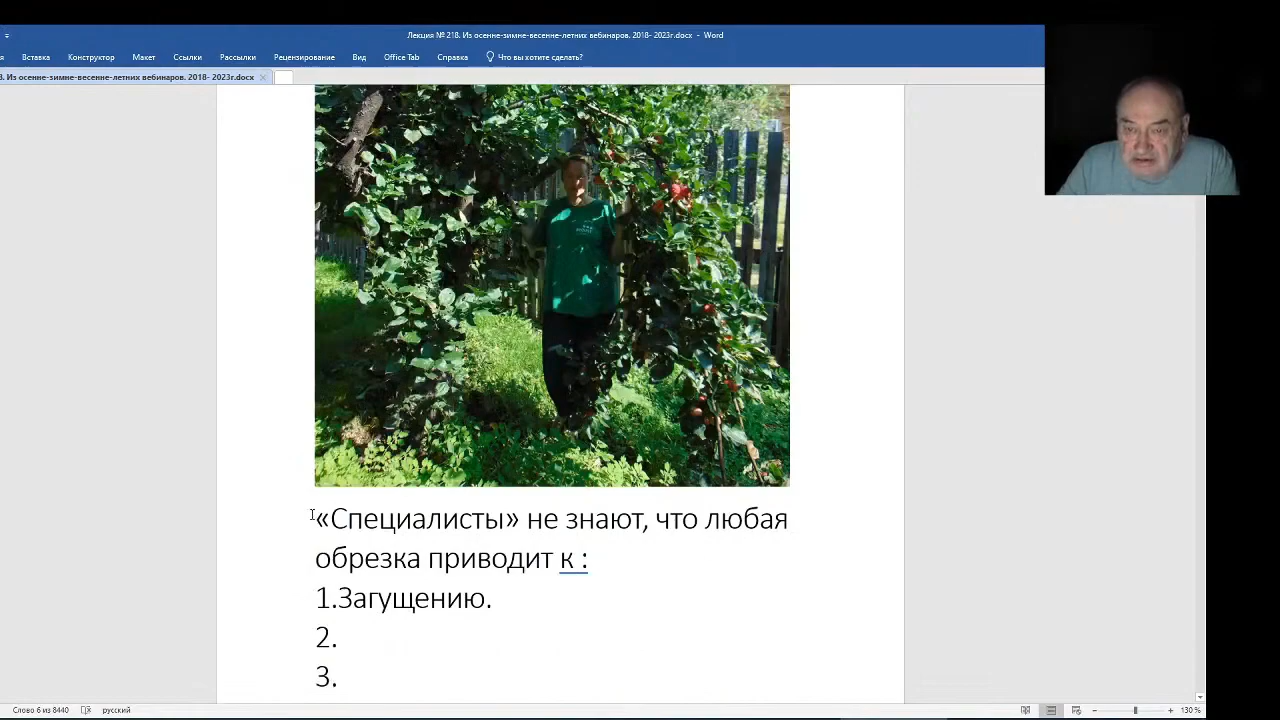 Лекция № 218. Из осенне-зимне-весенне-летних вебинаров. 2018- 2023г.docx - Word
Вставка Конструктор Макет Ссылки Рассылки Рецензирование Вид Office Tab Справка Что вы хотите сделать?
8. Из осенне-зимне-весенне-летних вебинаров. 2018- 2023г.docx
«Специалисты» не знают, что любая
обрезка приводит к :
1.Загущению.
2.
3.
Слово 6 из 8440 русский 130 %